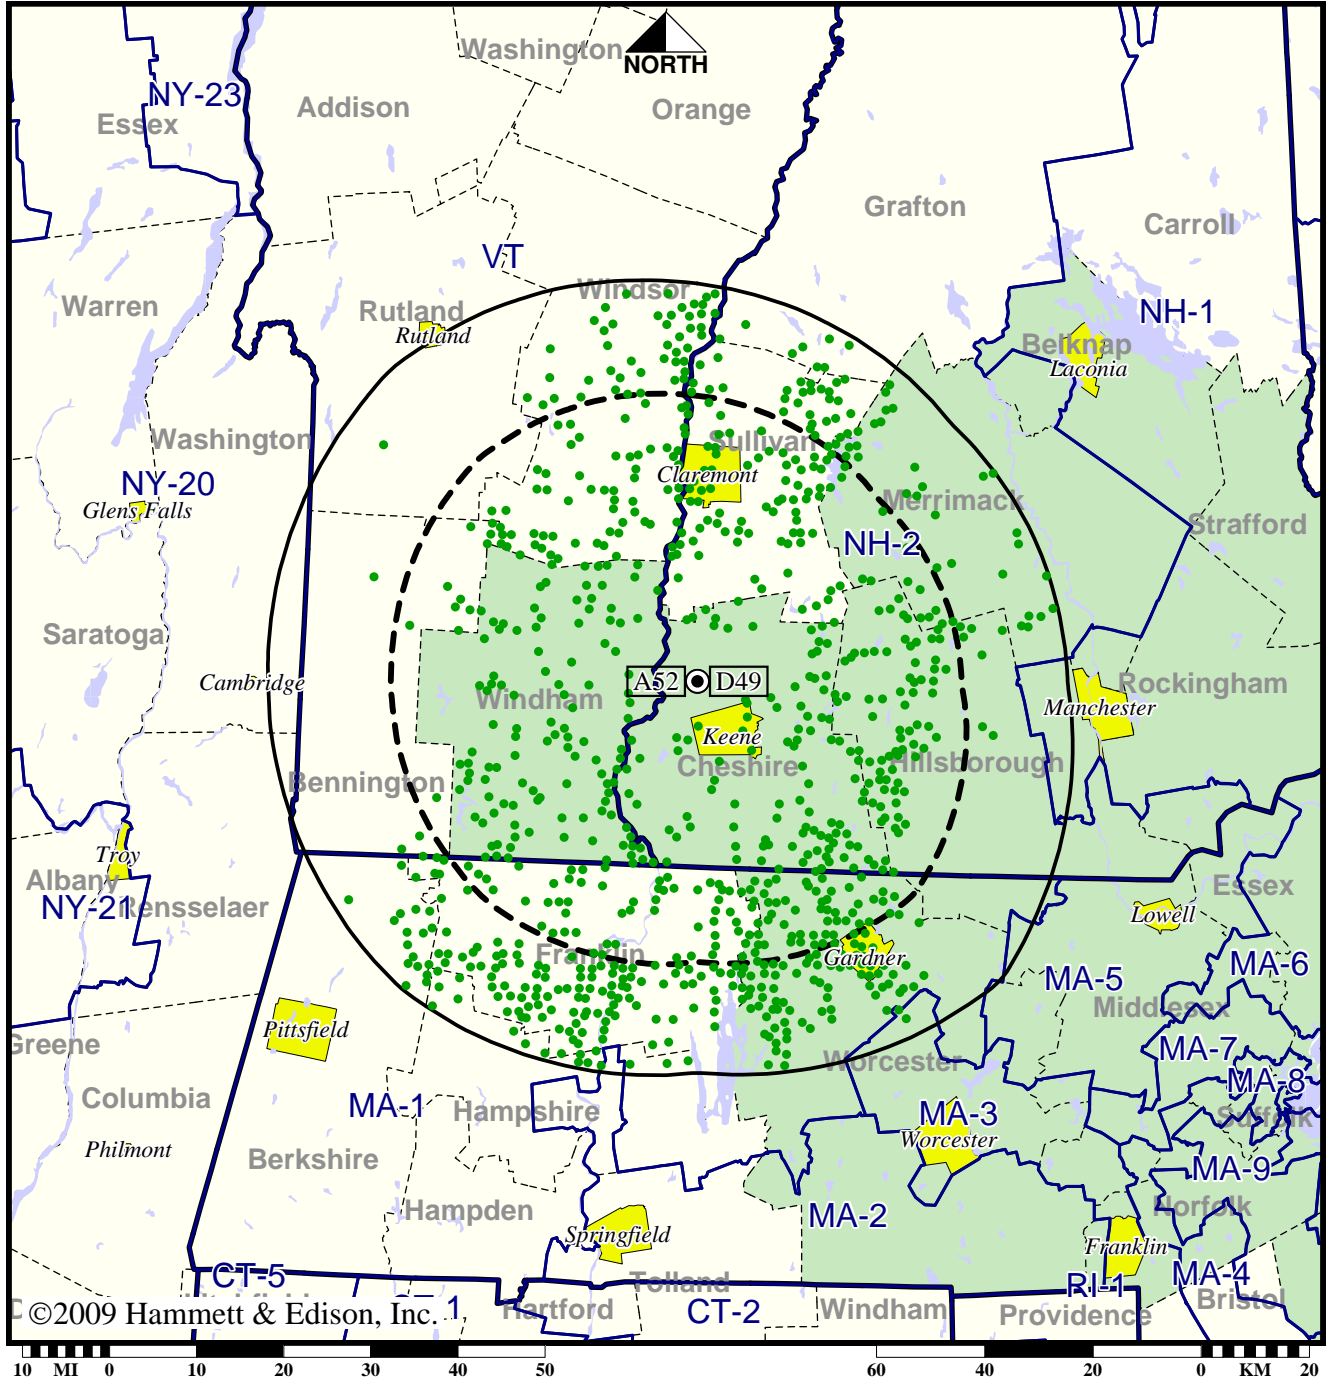 Washington
NORTH
NY-23
Essex
Addison
Orange
Grafton
Carroll
VT
Warren
Rutland
Rutland
Windsor
NH-1
Belknap
Laconia
Washington
Sullivan
Claremont
NY-20
Glens Falls
Merrimack
Strafford
NH-2
Saratoga
Cambridge
Windham
A52
D49
Manchester
Rockingham
Keene
Cheshire
Hillsborough
Bennington
Troy
Albany
NY-21
Rensselaer
Essex
Lowell
Franklin
Gardner
MA-5
MA-6
Middlesex
Pittsfield
Greene
MA-7
Worcester
MA-8
Columbia
MA-1
Hampshire
MA-3
Suffolk
Worcester
Philmont
Berkshire
MA-9
Hampden
MA-2
Norfolk
Springfield
Franklin
CT-5
Tolland
RI-1
MA-4
Bristol
©2009 Hammett & Edison, Inc.
Hartford
CT-2
Windham
Providence
10 MI 0 10 20 30 40 50
60 40 20 0 KM 20